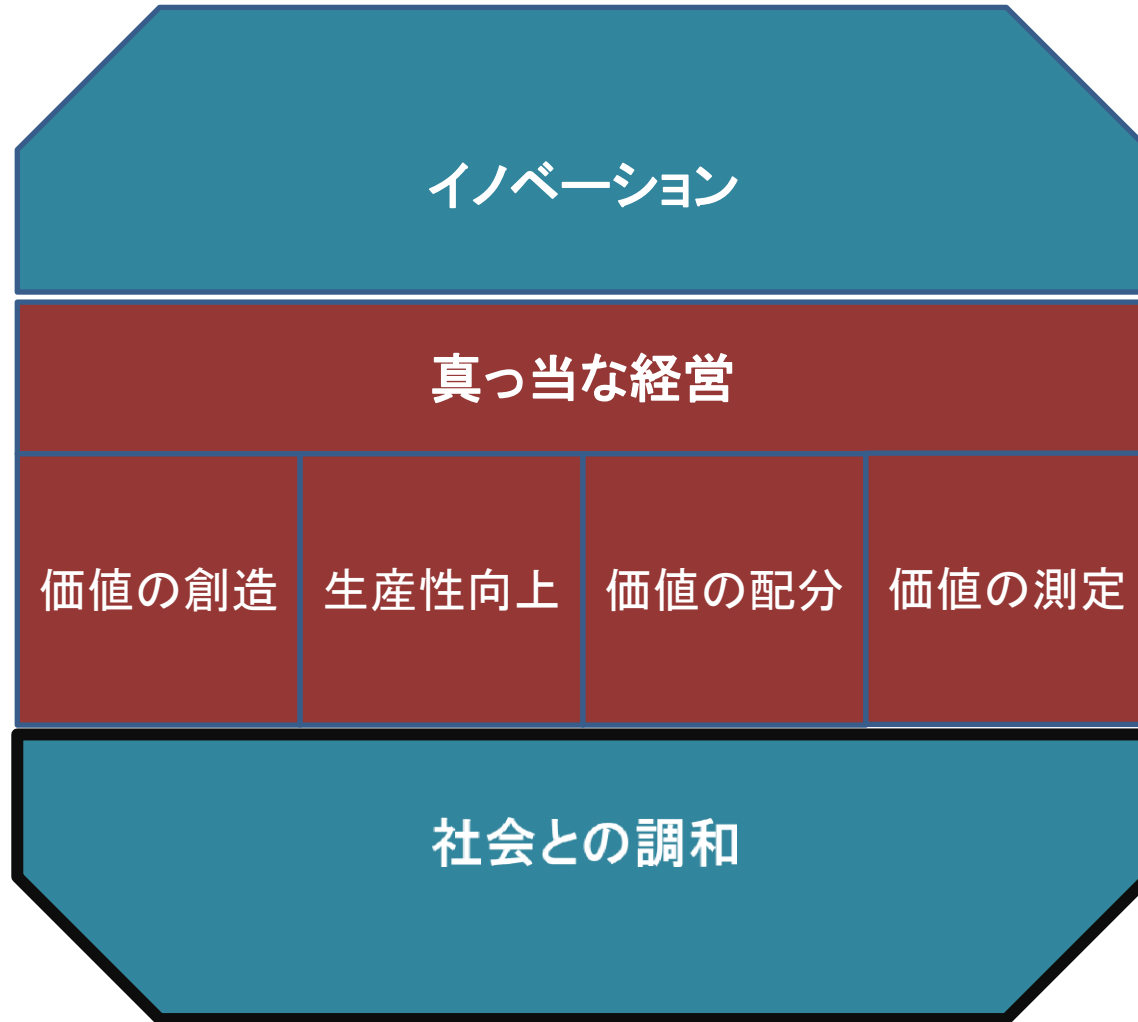 イノベーション
真っ当な経営
価値の創造
生産性向上
価値の配分
価値の測定
社会との調和